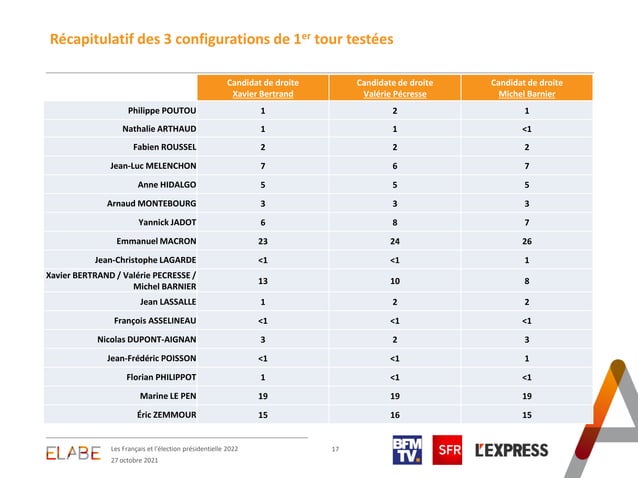 Récapitulatif des 3 configurations de 1er tour testées
Candidat de droite Candidate de droite Candidat de droite
Xavier Bertrand Valérie Pécresse Michel Barnier
Philippe POUTOU 1 2 1
Nathalie ARTHAUD 1 1 <1
Fabien ROUSSEL 2 2 2
Jean-Luc MELENCHON 7 6 7
Anne HIDALGO 5 5 5
Arnaud MONTEBOURG 3 3 3
Yannick JADOT 6 8 7
Emmanuel MACRON 23 24 26
Jean-Christophe LAGARDE <1 <1 1
Xavier BERTRAND / Valérie PECRESSE /
Michel BARNIER 13 10 8
Jean LASSALLE 1 2 2
François ASSELINEAU <1 <1 <1
Nicolas DUPONT-AIGNAN 3 2 3
Jean-Frédéric POISSON <1 <1 1
Florian PHILIPPOT 1 <1 <1
Marine LE PEN 19 19 19
Éric ZEMMOUR 15 16 15
ELABE
Les Français et l'élection présidentielle 2022 17
27 octobre 2021
BFM
TV.
SFR
L'EXPRESS